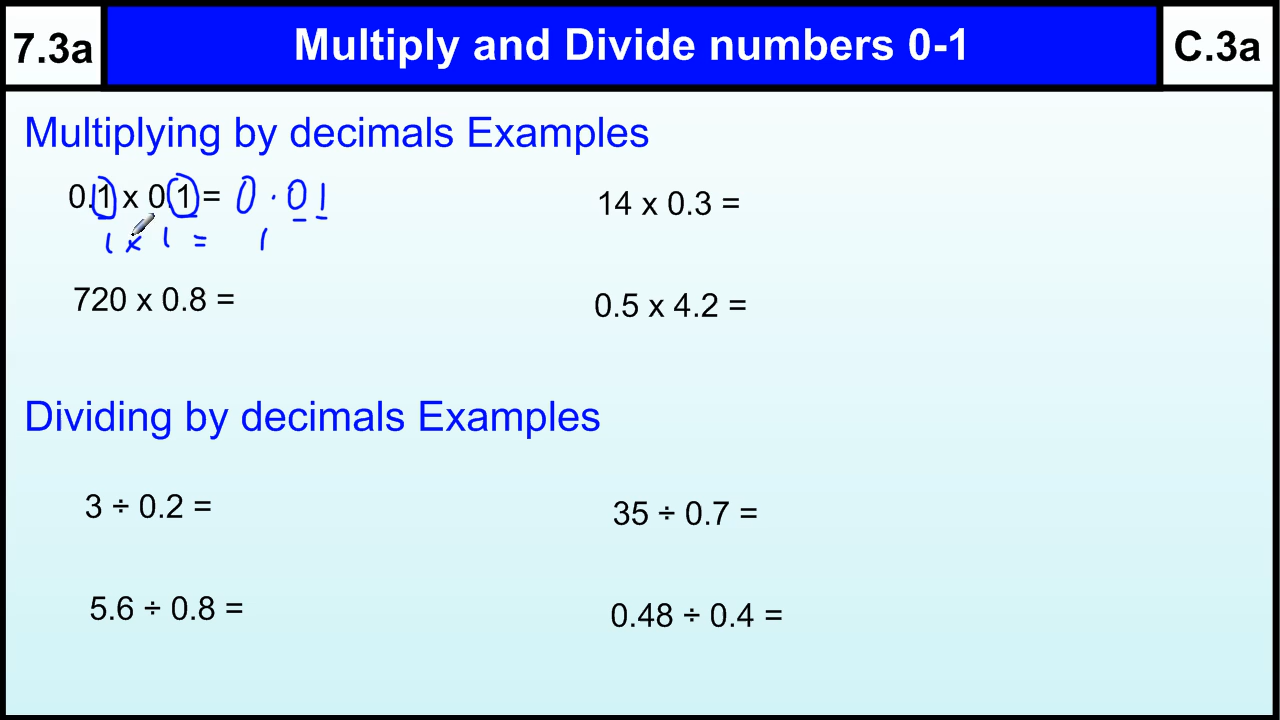 7.3a
Multiply and Divide numbers 0-1
C.3a
Multiplying by decimals Examples
0.1 x 0.1 = 0.01
1 x 1 = 1
14 x 0.3 =
720 x 0.8 =
0.5 x 4.2 =
Dividing by decimals Examples
3 ÷ 0.2 =
35 ÷ 0.7 =
5.6 ÷ 0.8 =
0.48 ÷ 0.4 =